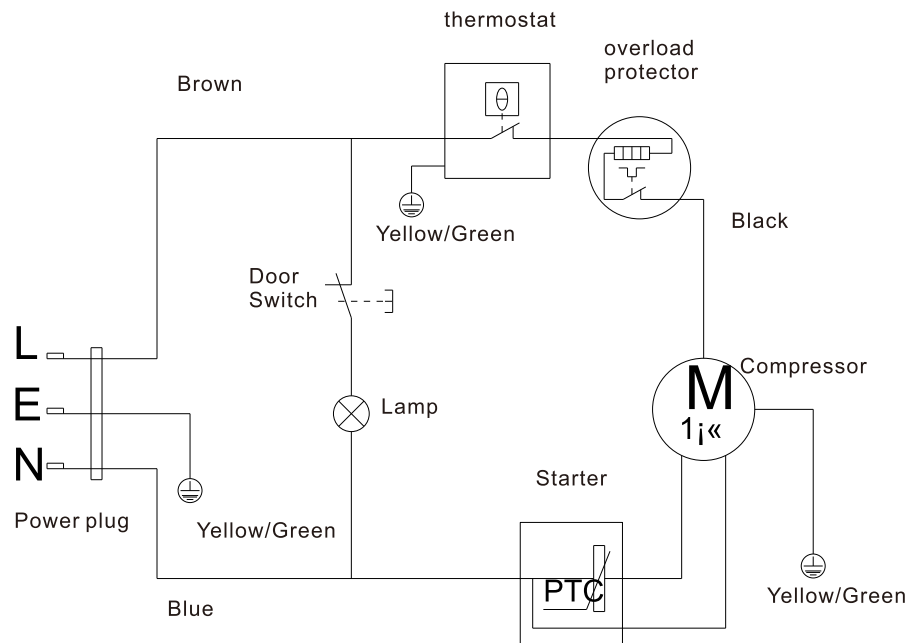 thermostat
overload
protector
Brown
Yellow/Green
Black
Door
Switch
L
E
N
Power plug
Yellow/Green
Lamp
M
1¡«
Compressor
Starter
PTC
Blue
Yellow/Green
θ